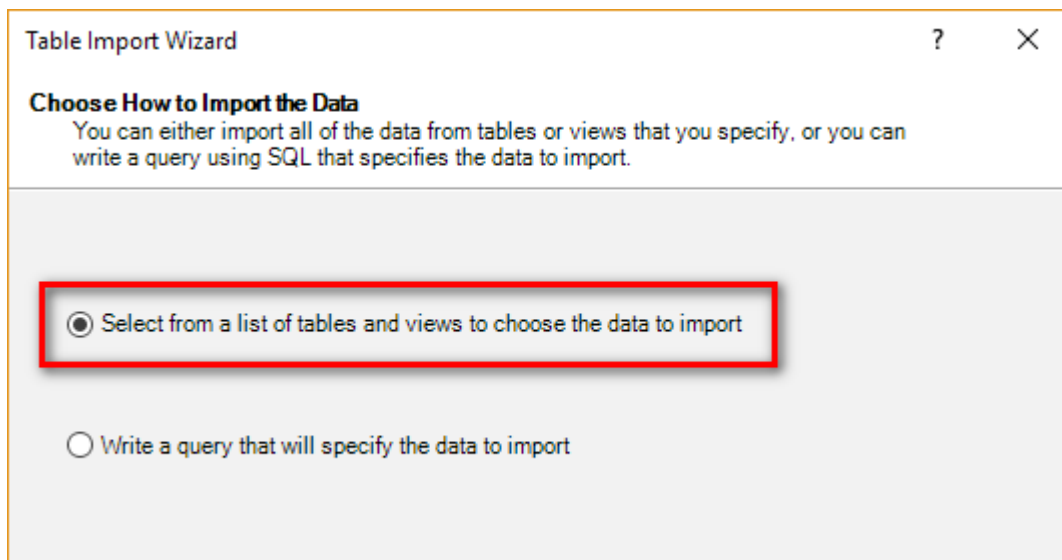 Table Import Wizard
?
Choose How to Import the Data
You can either import all of the data from tables or views that you specify, or you can
write a query using SQL that specifies the data to import.
Select from a list of tables and views to choose the data to import
Write a query that will specify the data to import